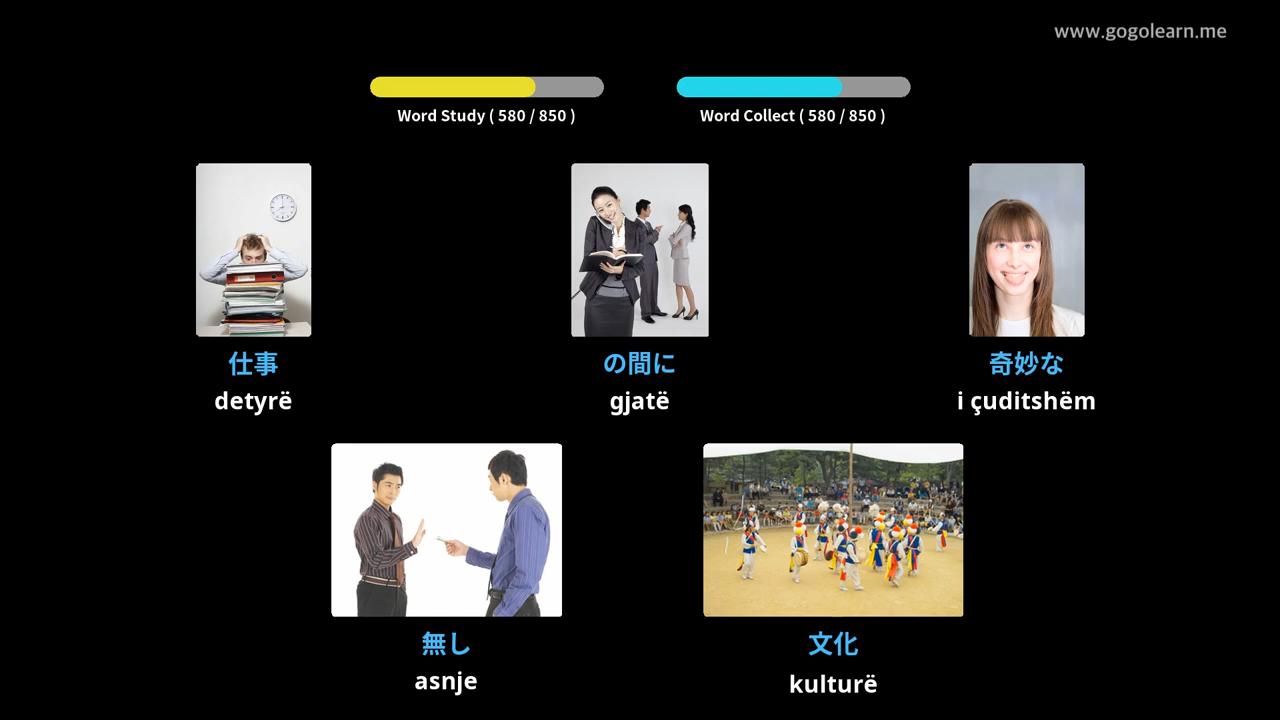 www.gogolearn.me
Word Study ( 580 / 850 )
Word Collect ( 580 / 850 )
仕事
detyrë
の間に
gjatë
奇妙な
i çuditshëm
無し
asnje
文化
kulturë